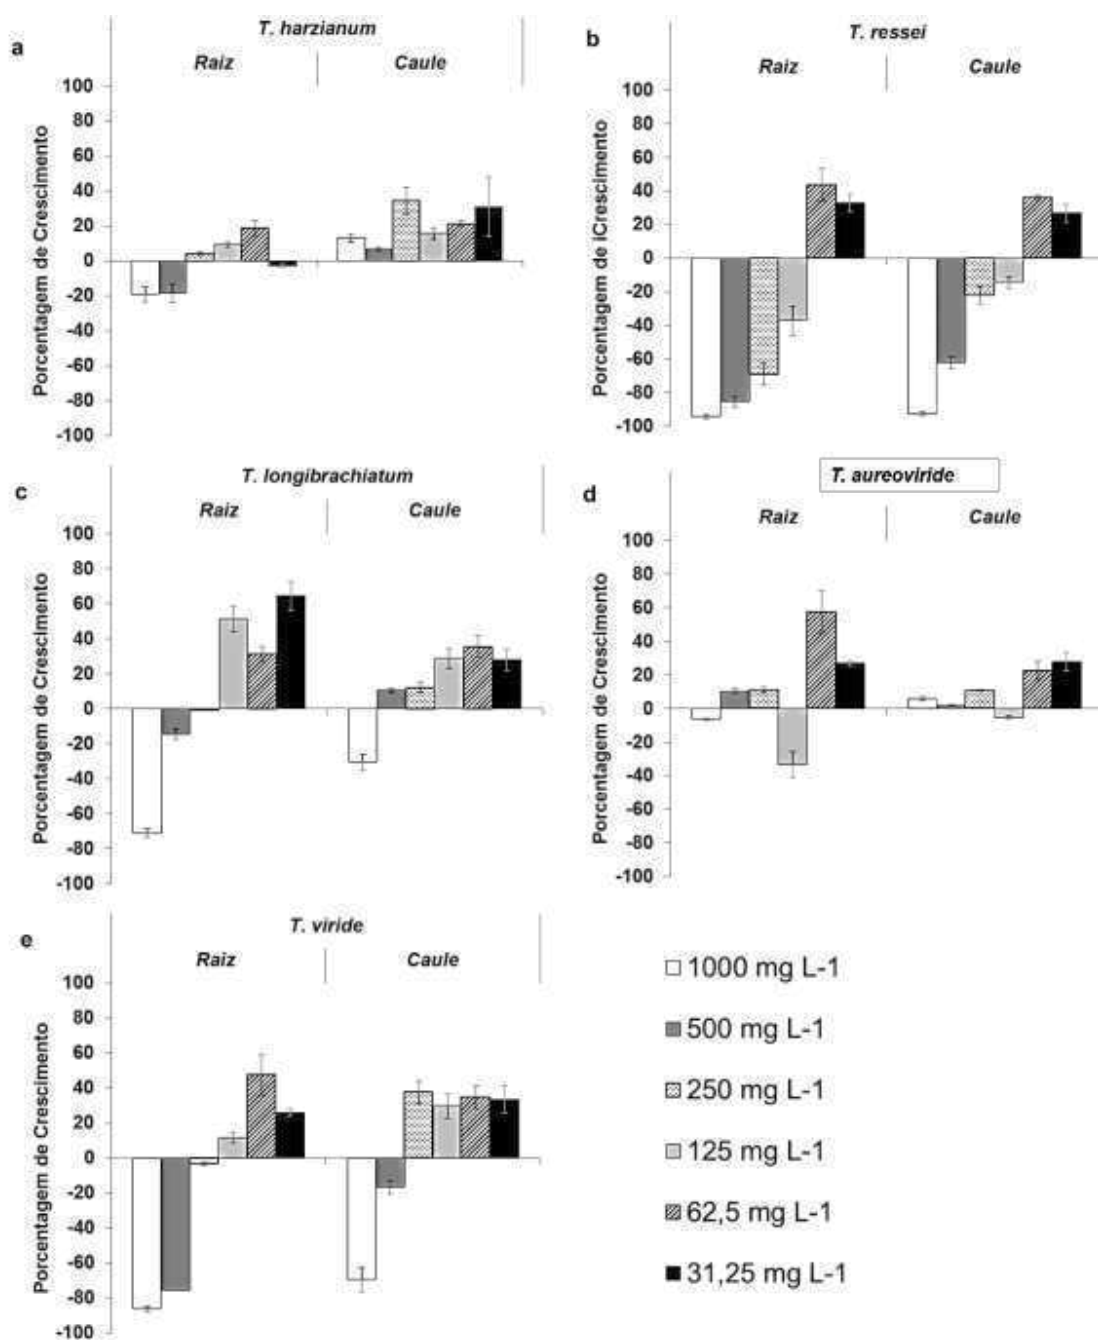 a
T. harzianum
Raiz Caule
Porcentagem de Crescimento
100
80
60
40
20
0
-20
-40
-60
-80
-100
b
T. ressei
Raiz Caule
Porcentagem de iCrescimento
100
80
60
40
20
0
-20
-40
-60
-80
-100
c
T. longibrachiatum
Raiz Caule
Porcentagem de Crescimento
100
80
60
40
20
0
-20
-40
-60
-80
-100
d
T. aureoviride
Raiz Caule
Porcentagem de Crescimento
100
80
60
40
20
0
-20
-40
-60
-80
-100
e
T. viride
Raiz Caule
Porcentagem de Crescimento
100
80
60
40
20
0
-20
-40
-60
-80
-100
1000 mg L-1
500 mg L-1
250 mg L-1
125 mg L-1
62,5 mg L-1
31,25 mg L-1